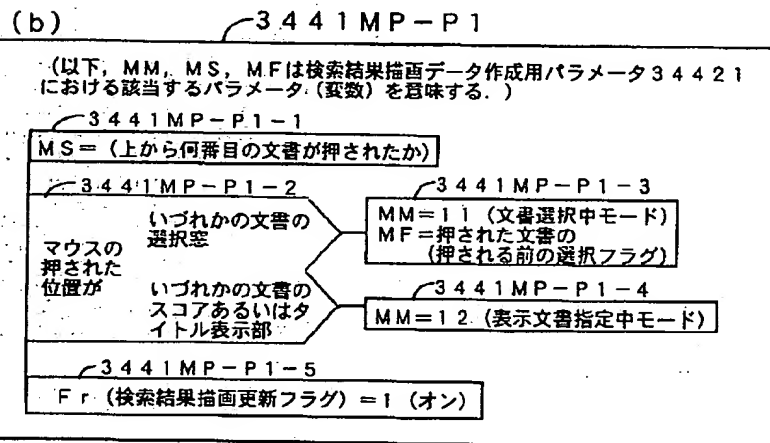 (b)
3441MP-P1
(以下，MM，MS，MFは検索結果描画データ作成用パラメータ34421
における該当するパラメータ（変数）を意味する．)
3441MP-P1-1
MS=(上から何番目の文書が押されたか)
3441MP-P1-2
マウスの
押された
位置が
いづれかの文書の
選択窓
いづれかの文書の
スコアあるいはタ
イトル表示部
3441MP-P1-3
MM=11 (文書選択中モード)
MF=押された文書の
(押される前の選択フラグ)
3441MP-P1-4
MM=12 (表示文書指定中モード)
3441MP-P1-5
Fr (検索結果描画更新フラグ) =1 (オン)